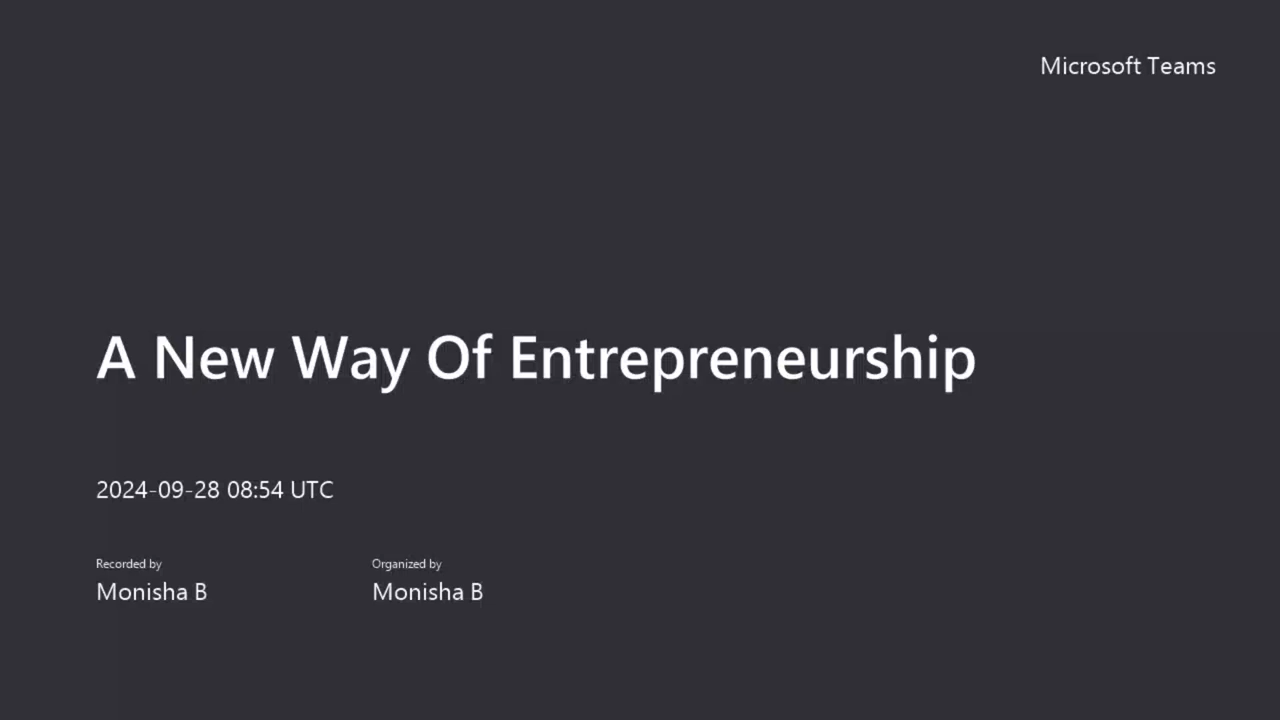 Microsoft Teams
A New Way Of Entrepreneurship
2024-09-28 08:54 UTC
Recorded by
Monisha B
Organized by
Monisha B